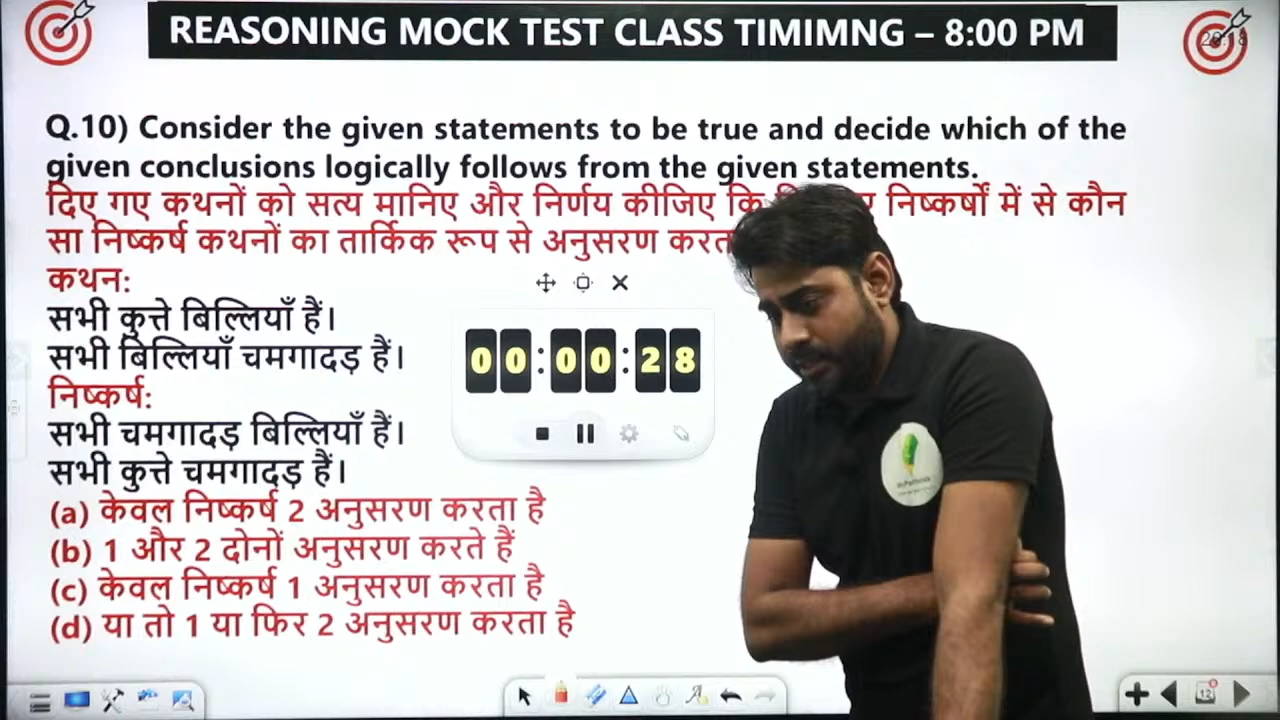 REASONING MOCK TEST CLASS TIMIMNG – 8:00 PM
Q.10) Consider the given statements to be true and decide which of the
given conclusions logically follows from the given statements.
दिए गए कथनों को सत्य मानिए और निर्णय कीजिए कि निष्कर्षों में से कौन
सा निष्कर्ष कथनों का तार्किक रूप से अनुसरण करत
कथन:
सभी कुत्ते बिल्लियाँ हैं।
सभी बिल्लियाँ चमगादड़ हैं।
00:00:28
निष्कर्ष:
सभी चमगादड़ बिल्लियाँ हैं।
सभी कुत्ते चमगादड़ हैं।
(a) केवल निष्कर्ष 2 अनुसरण करता है
(b) 1 और 2 दोनों अनुसरण करते हैं
(c) केवल निष्कर्ष 1 अनुसरण करता है
(d) या तो 1 या फिर 2 अनुसरण करता है
12